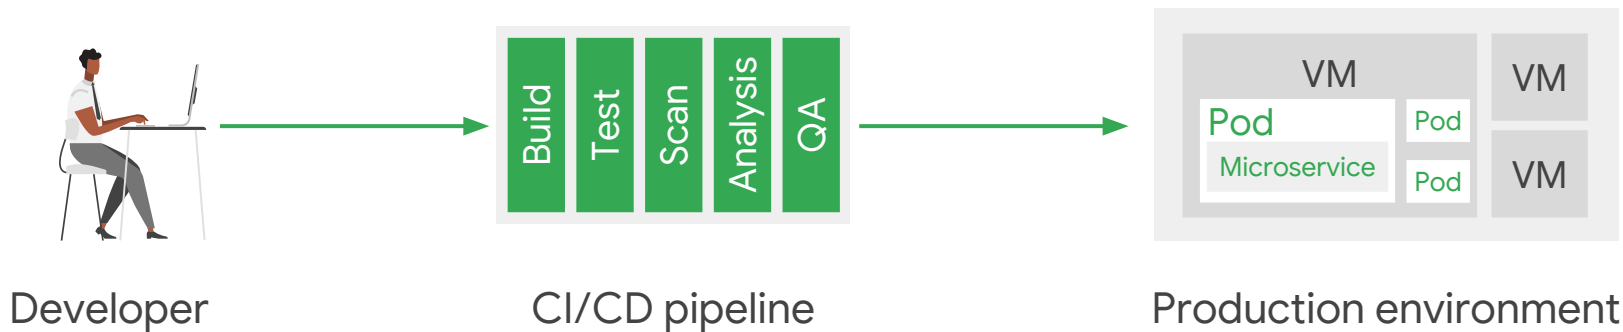 Build
Test
Scan
Analysis
QA
VM
Pod
Microservice
Pod
Pod
VM
VM
Developer
CI/CD pipeline
Production environment